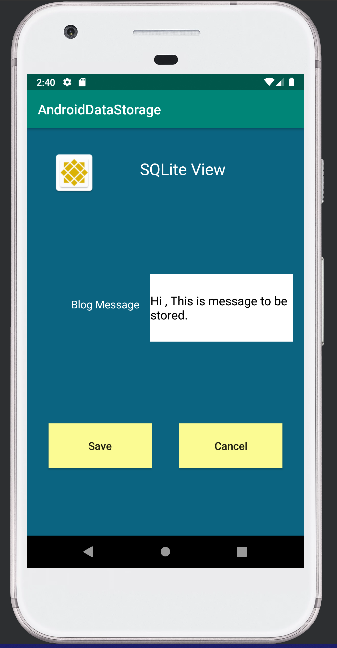 2:40
AndroidDataStorage
SQLite View
Blog Message
Hi , This is message to be
stored.
Save
Cancel